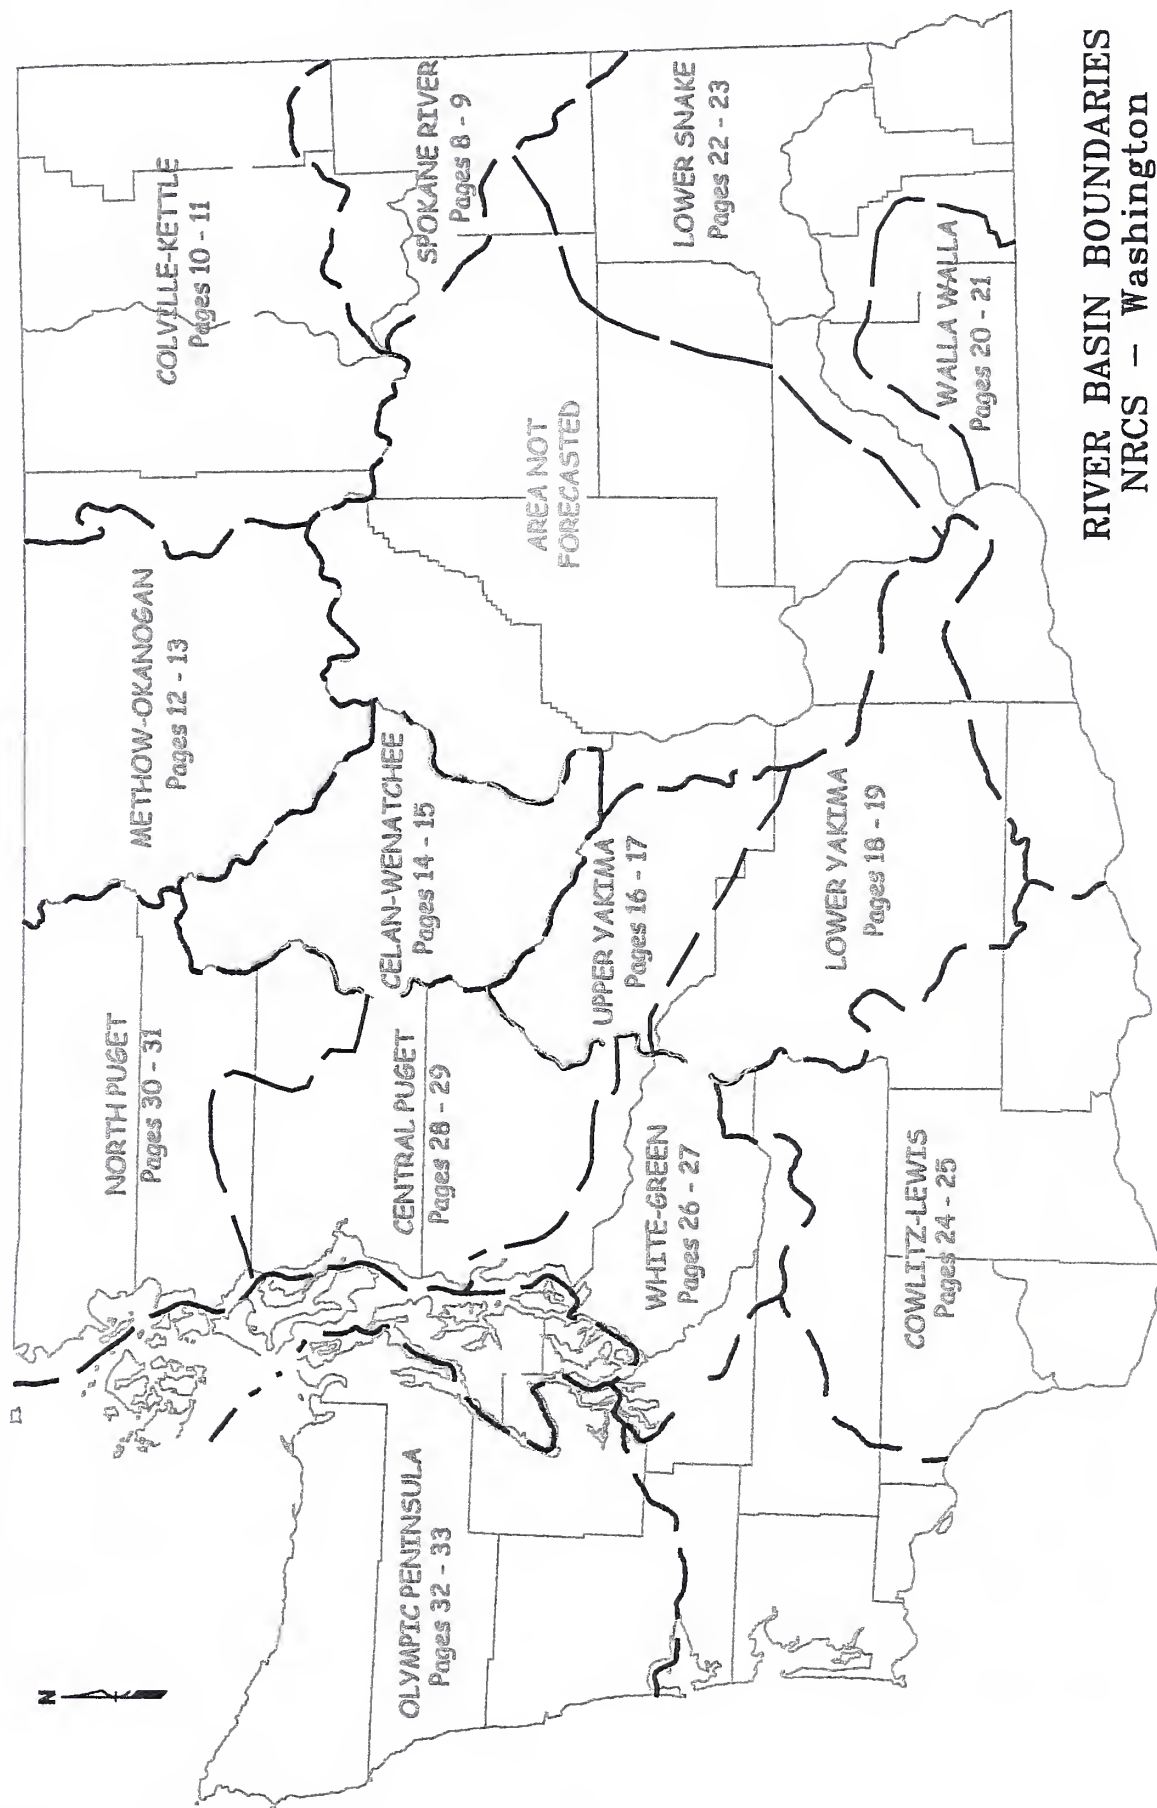 N
OLYMPIC PENINSULA
Pages 32 - 33
NORTH PUGET
Pages 30 - 31
CENTRAL PUGET
Pages 28 - 29
WHITE-GREEN
Pages 26 - 27
COWLITZ-LEWIS
Pages 24 - 25
METHOW-OKANOGAN
Pages 12 - 13
CELAN-WENATCHEE
Pages 14 - 15
UPPER YAKIMA
Pages 16 - 17
LOWER YAKIMA
Pages 18 - 19
COLVILLE-KETTLE
Pages 10 - 11
SPOKANE RIVER
Pages 8 - 9
AREA NOT
FORECASTED
LOWER SNAKE
Pages 22 - 23
WALLA WALLA
Pages 20 - 21
RIVER BASIN BOUNDARIES
NRCS - Washington